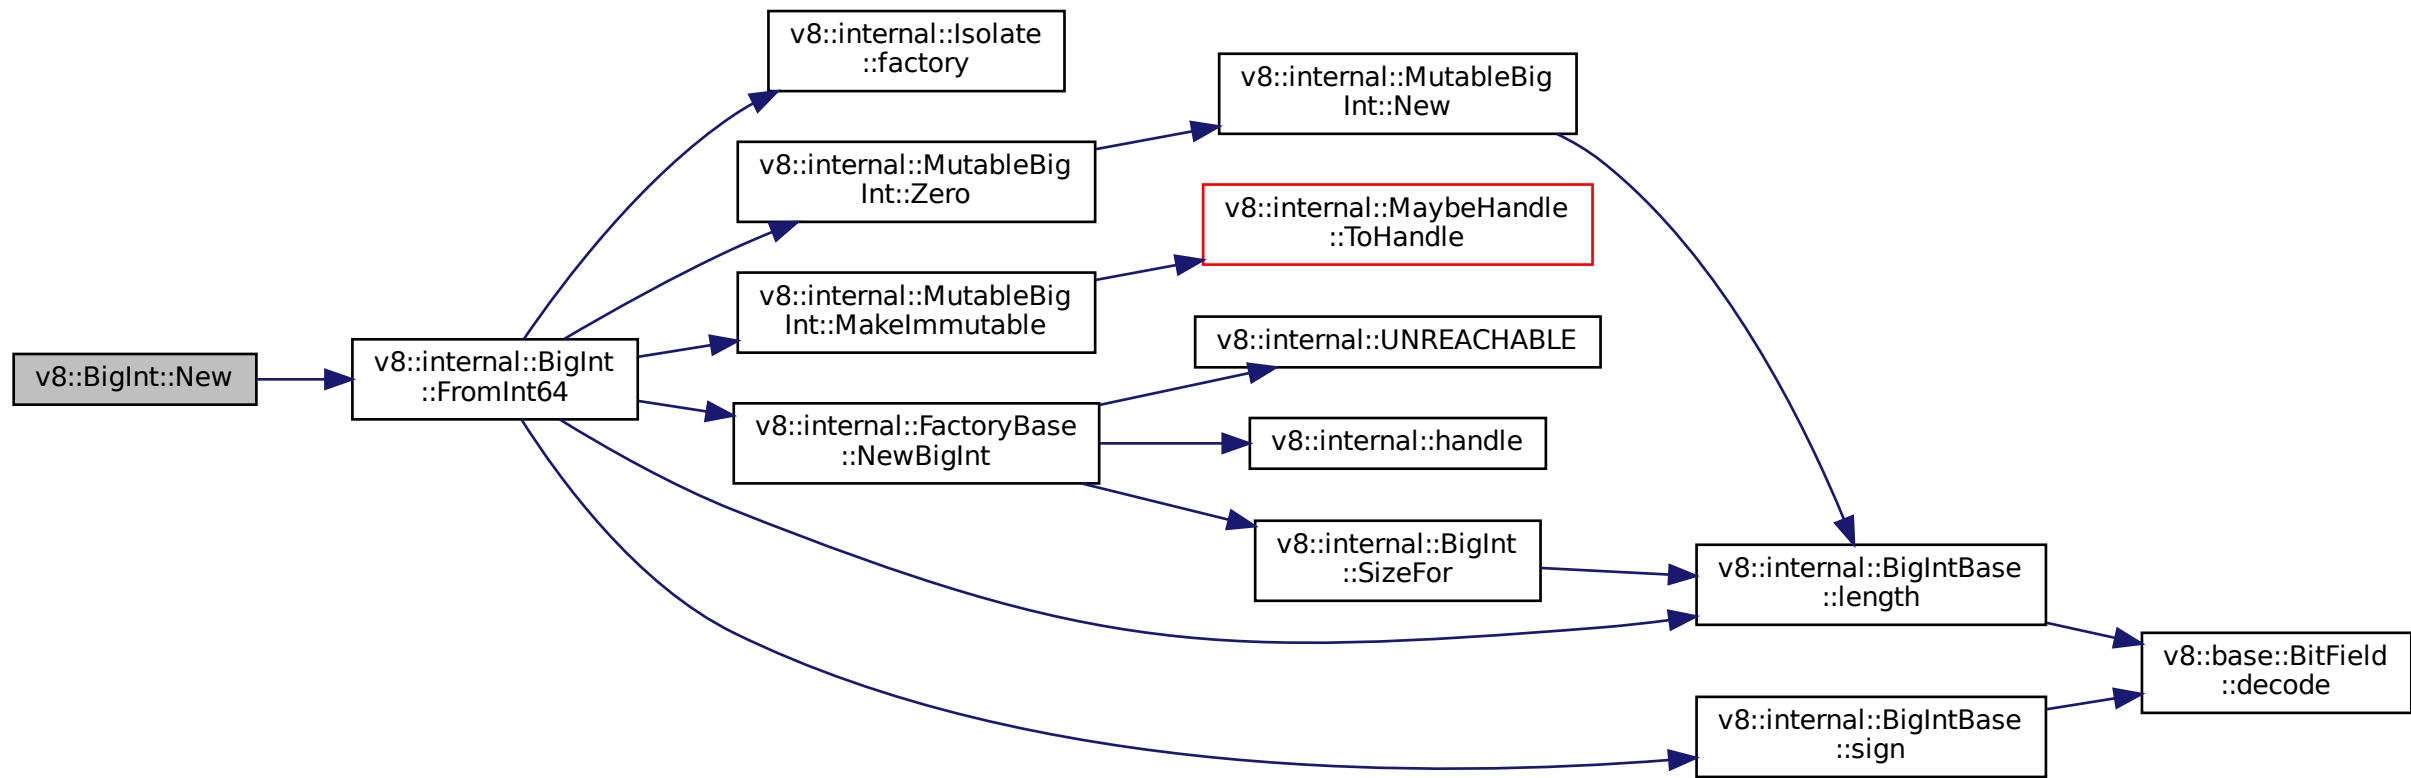 v8::BigInt::New
v8::internal::BigInt
::FromInt64
v8::internal::Isolate
::factory
v8::internal::MutableBig
Int::Zero
v8::internal::MutableBig
Int::MakeImmutable
v8::internal::FactoryBase
::NewBigInt
v8::internal::MutableBig
Int::New
v8::internal::MaybeHandle
::ToHandle
v8::internal::UNREACHABLE
v8::internal::handle
v8::internal::BigInt
::SizeFor
v8::internal::BigIntBase
::length
v8::internal::BigIntBase
::sign
v8::base::BitField
::decode